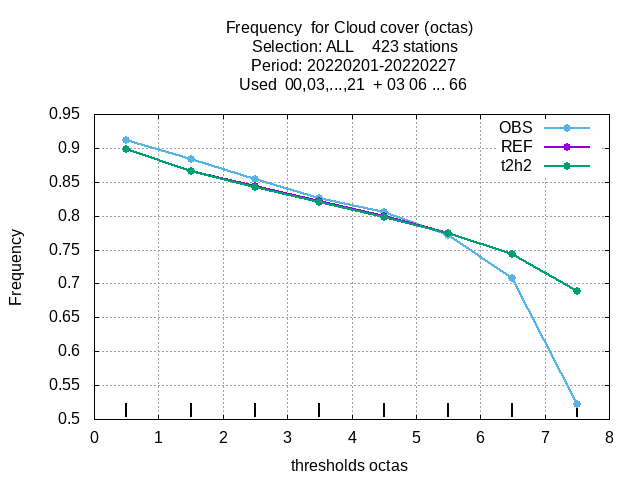 Frequency  for Cloud cover (octas)
Selection: ALL    423 stations
Period: 20220201-20220227
Used  00,03,...,21  + 03 06 ... 66
0.95
0.9
0.85
0.8
0.75
0.7
0.65
0.6
0.55
0.5
Frequency
OBS
REF
t2h2
0 1 2 3 4 5 6 7 8
thresholds octas